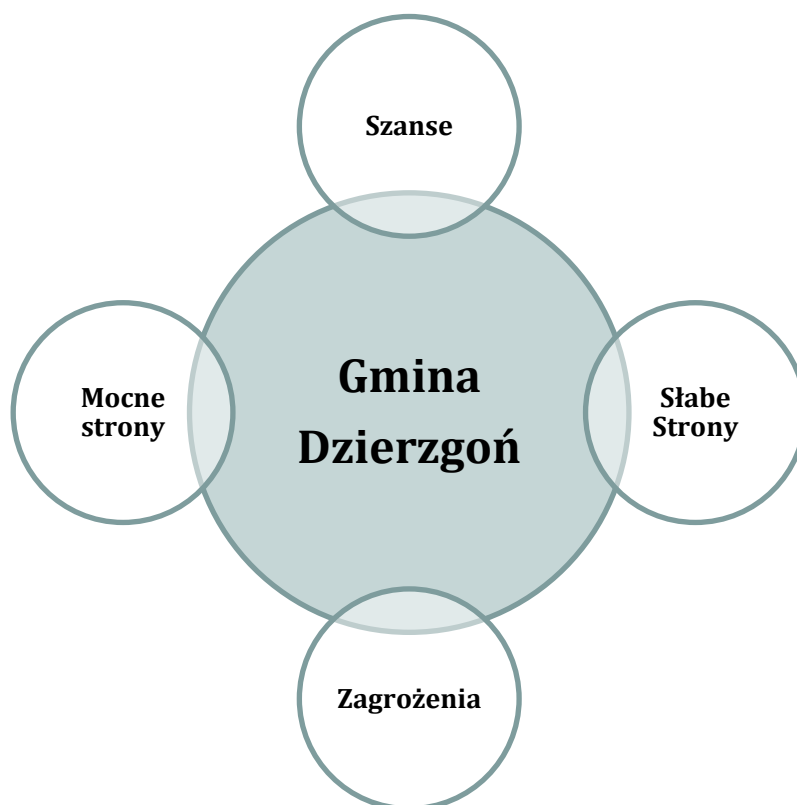 Szanse
Mocne
strony
Gmina
Dzierzgoń
Słabe
Strony
Zagrożenia